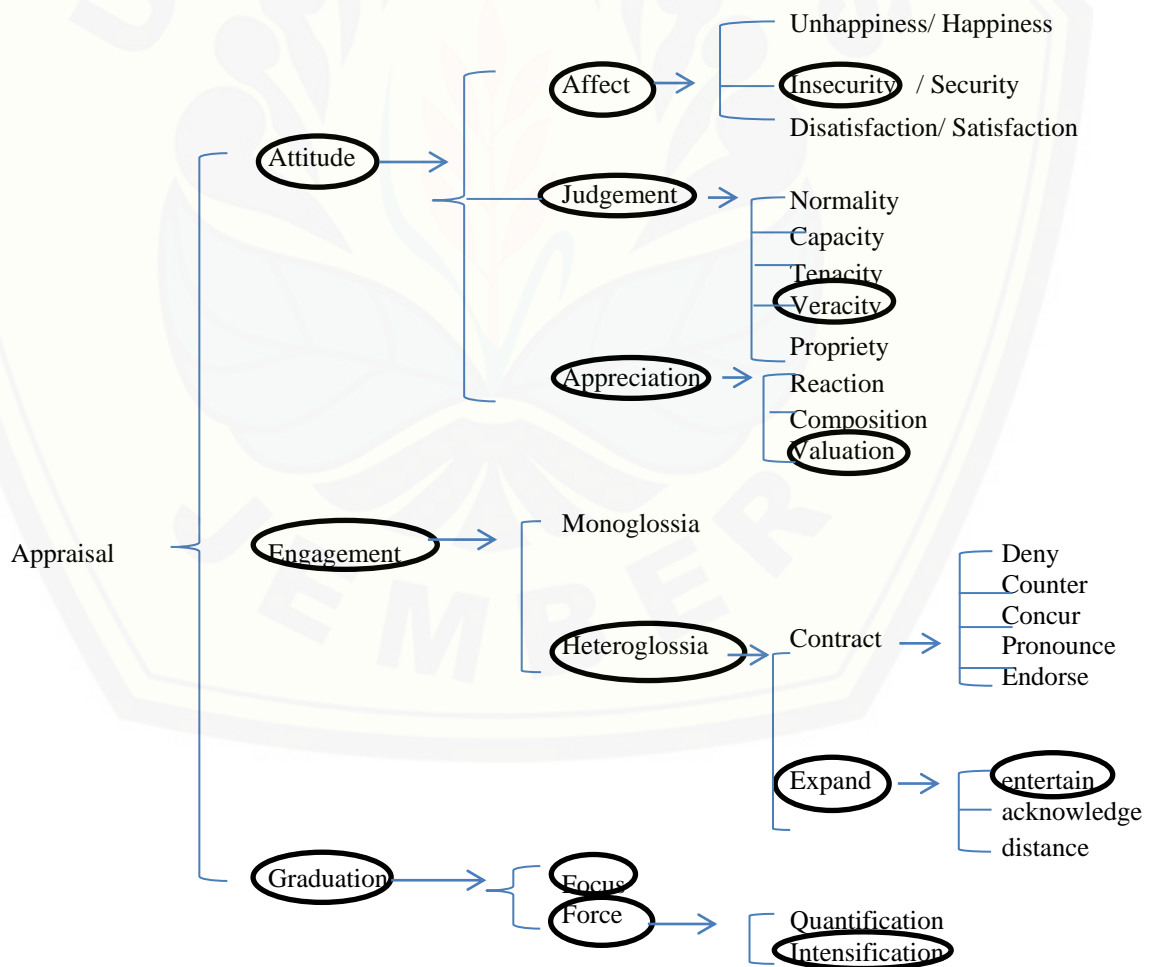 Unhappiness/ Happiness
Affect
Insecurity / Security
Disatisfaction/ Satisfaction
Attitude
Judgement
Normality
Capacity
Tenacity
Veracity
Propriety
Appreciation
Reaction
Composition
Valuation
Monoglossia
Appraisal
Engagement
Deny
Counter
Concur
Heteroglossia
Contract
Pronounce
Endorse
Expand
entertain
acknowledge
distance
Graduation
Focus
Force
Quantification
Intensification
JEMBER